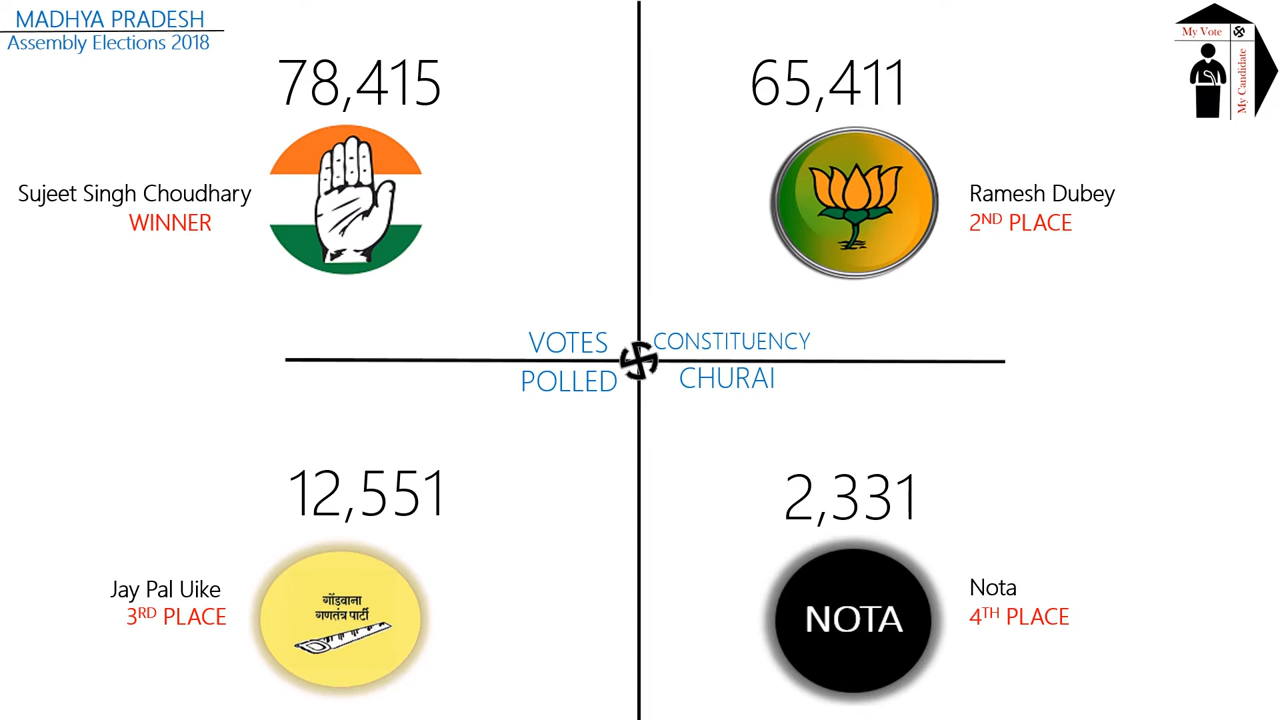 MADHYA PRADESH
Assembly Elections 2018
My Vote
My Candidate
78,415
65,411
Sujeet Singh Choudhary
WINNER
Ramesh Dubey
2ND PLACE
VOTES
CONSTITUENCY
POLLED
CHURAI
12,551
2,331
Jay Pal Uike
3RD PLACE
गोंडवाना
गणतंत्र पार्टी
NOTA
Nota
4TH PLACE